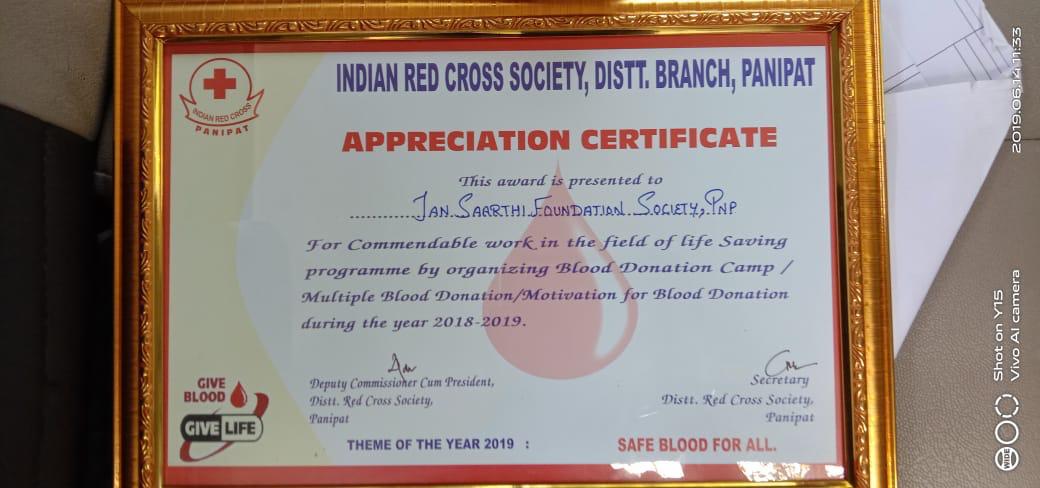 INDIAN RED CROSS SOCIETY, DISTT. BRANCH, PANIPAT
INDIAN RED CROSS
PANIPAT
APPRECIATION CERTIFICATE
This award is presented to
............JAN SAARTHI FOUNDATION SOCIETY, PNP
For Commendable work in the field of life Saving
programme by organizing Blood Donation Camp /
Multiple Blood Donation/Motivation for Blood Donation
during the year 2018-2019.
Deputy Commissioner Cum President,
Distt. Red Cross Society,
Panipat
Secretary
Distt. Red Cross Society,
Panipat
GIVE
BLOOD
GIVE LIFE
THEME OF THE YEAR 2019 : SAFE BLOOD FOR ALL.
2019.06.14 11:33
Shot on Y15
Vivo AI camera
WIDE